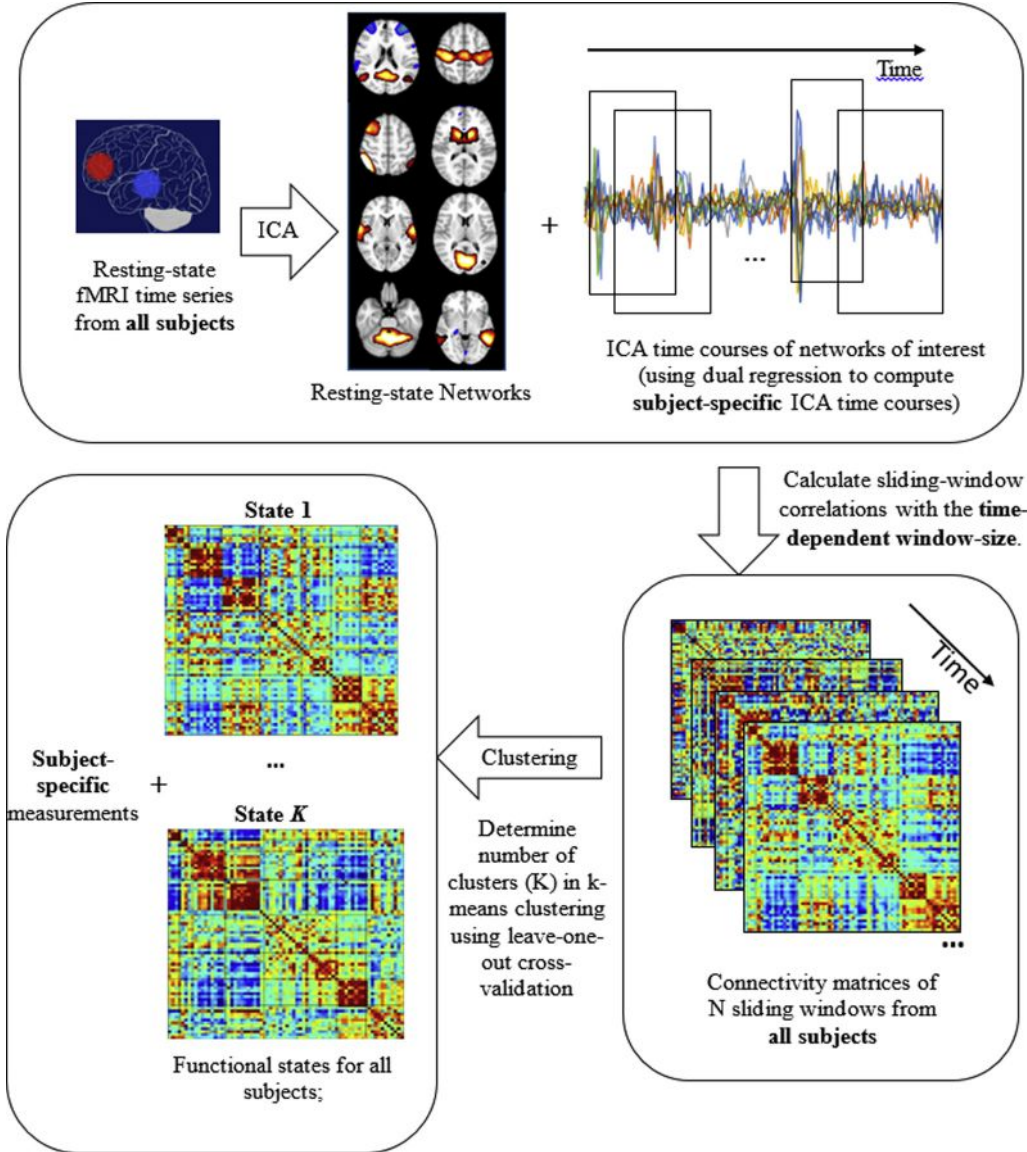 Time
ICA
+
...
Resting-state
fMRI time series
from all subjects
Resting-state Networks
ICA time courses of networks of interest
(using dual regression to compute
subject-specific ICA time courses)
Calculate sliding-window
correlations with the time-
dependent window-size.
State 1
...
Subject-
specific
measurements
+
State K
Functional states for all
subjects;
Clustering
Determine
number of
clusters (K) in k-
means clustering
using leave-one-
out cross-
validation
Time
...
Connectivity matrices of
N sliding windows from
all subjects